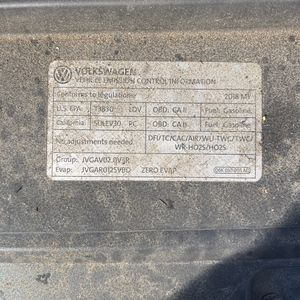 VOLKSWAGEN
VEHICLE EMISSION CONTROL INFORMATION
Conforms to regulations: 2018 MY
U.S. EPA: T3B30 LDV OBD: CA II Fuel: Gasoline
California: SULEV30 PC OBD: CA II Fuel: Gasoline
No adjustments needed DFI/TC/CAC/AIR/WU-TWC/TWC/
WR-HO2S/HO2S
Group: JVGAV02.0VJR
Evap: JVGAR0125VBD ZERO EVAP